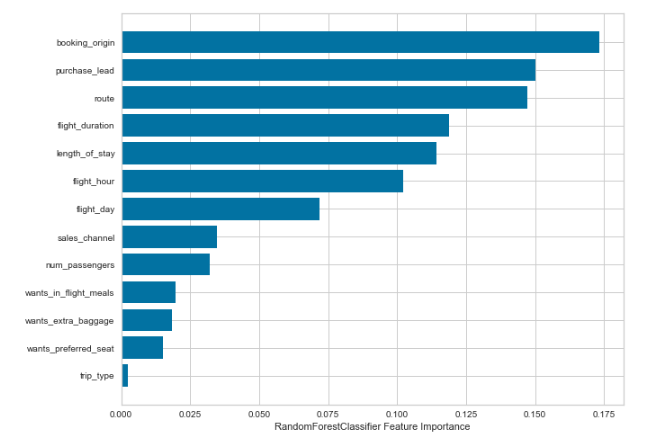 booking_origin
purchase_lead
route
flight_duration
length_of_stay
flight_hour
flight_day
sales_channel
num_passengers
wants_in_flight_meals
wants_extra_baggage
wants_preferred_seat
trip_type
0.000 0.025 0.050 0.075 0.100 0.125 0.150 0.175
RandomForestClassifier Feature Importance